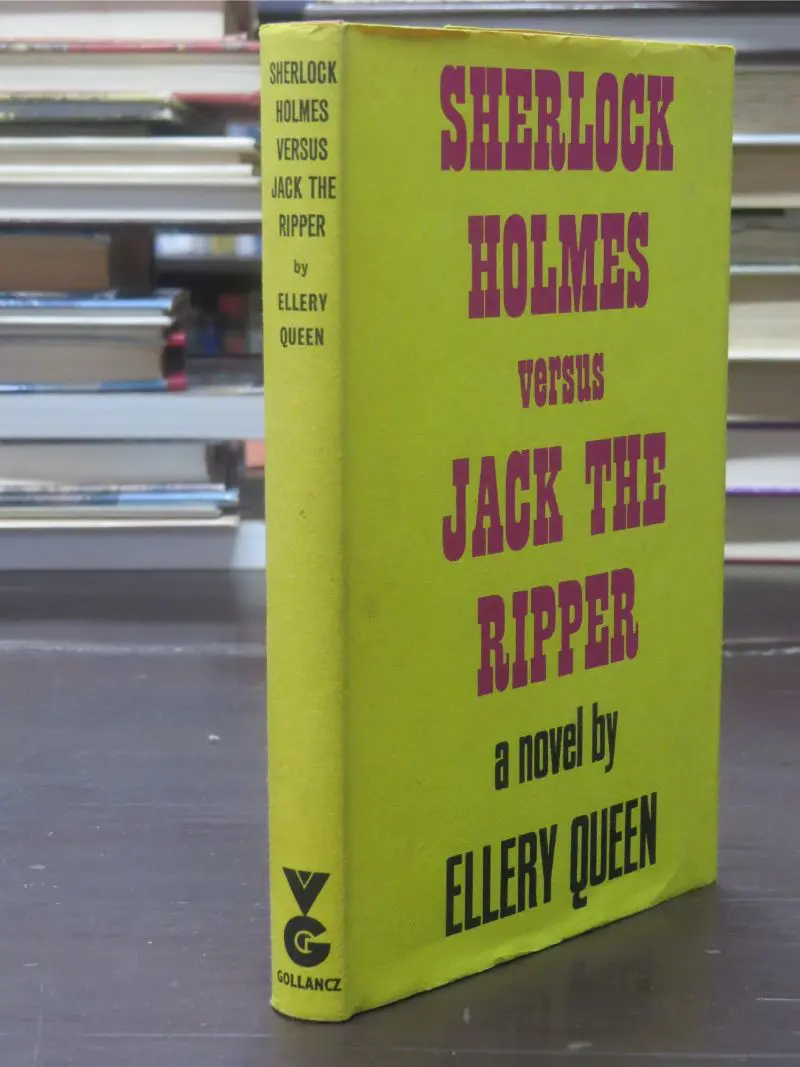 SHERLOCK
HOLMES
VERSUS
JACK THE
RIPPER
by
ELLERY
QUEEN
VG
GOLLANCZ
SHERLOCK
HOLMES
versus
JACK THE
RIPPER
a novel by
ELLERY QUEEN